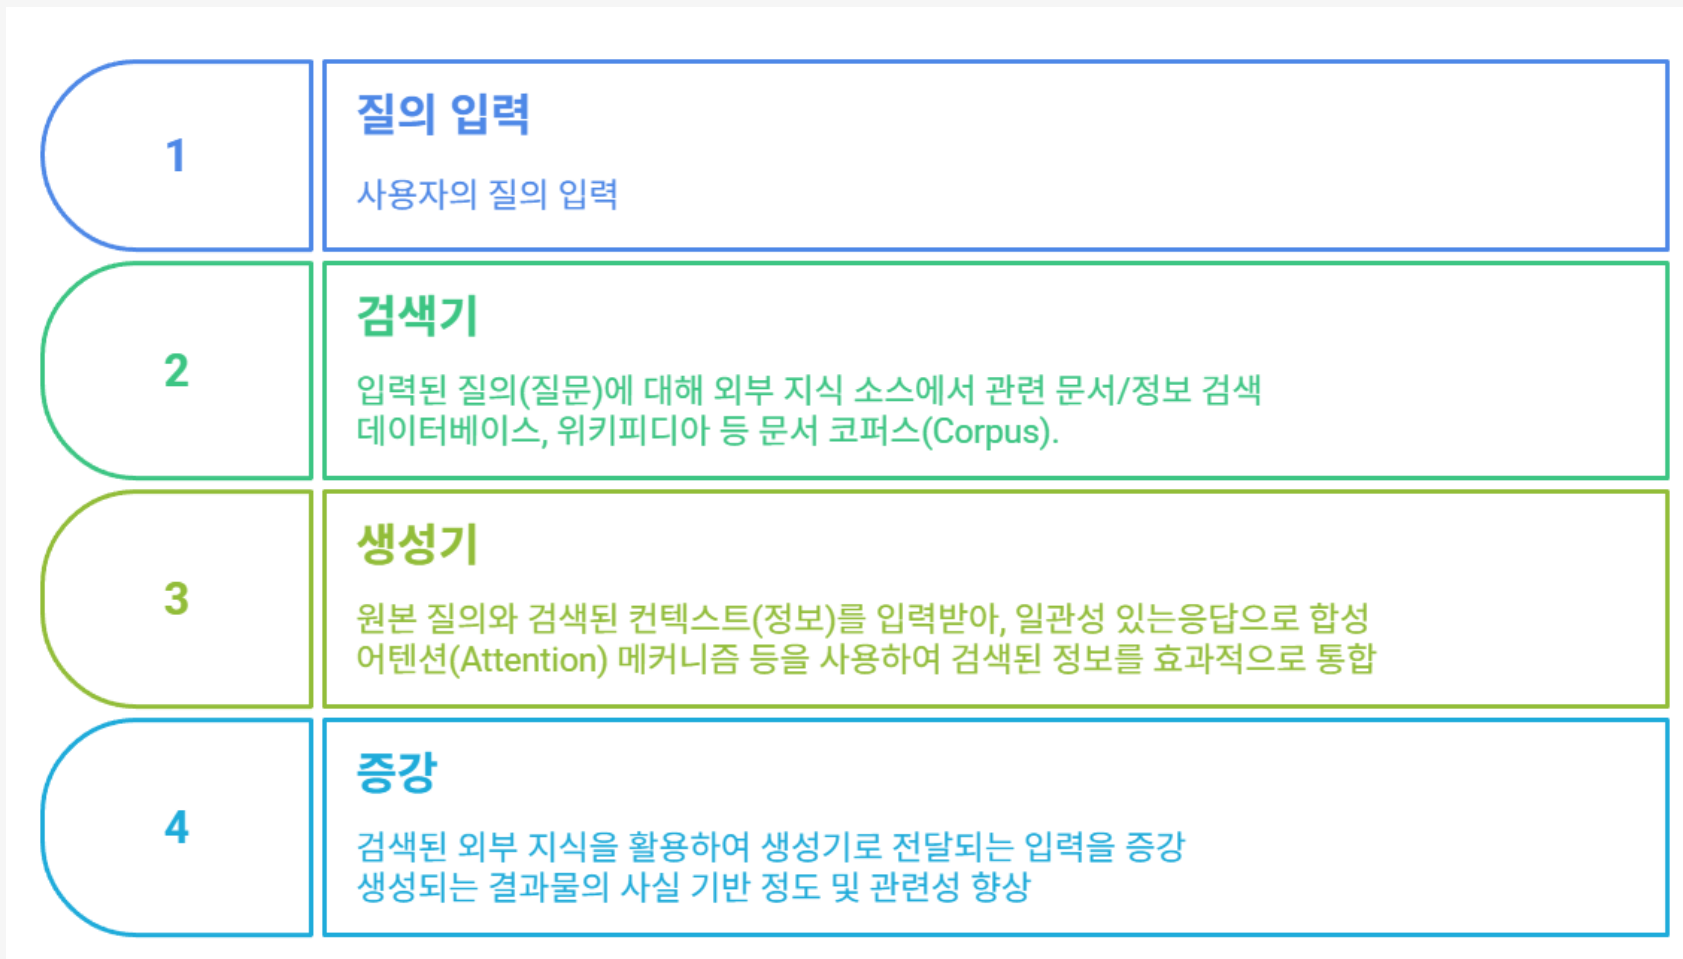 1
질의 입력
사용자의 질의 입력
2
검색기
입력된 질의(질문)에 대해 외부 지식 소스에서 관련 문서/정보 검색
데이터베이스, 위키피디아 등 문서 코퍼스(Corpus).
3
생성기
원본 질의와 검색된 컨텍스트(정보)를 입력받아, 일관성 있는응답으로 합성
어텐션(Attention) 메커니즘 등을 사용하여 검색된 정보를 효과적으로 통합
4
증강
검색된 외부 지식을 활용하여 생성기로 전달되는 입력을 증강
생성되는 결과물의 사실 기반 정도 및 관련성 향상